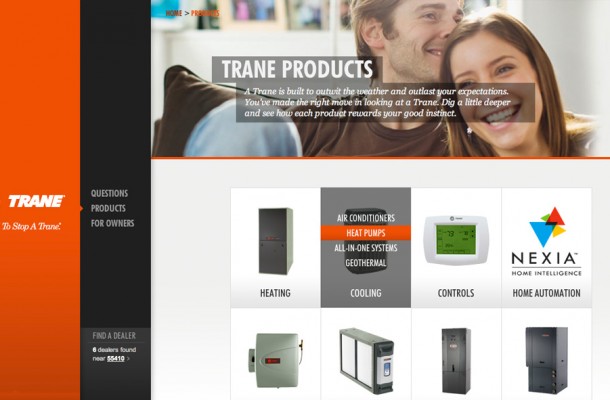 HOME > PRODUCTS
TRANE PRODUCTS
A Trane is built to outwit the weather and outlast your expectations.
You've made the right move in looking at a Trane. Dig a little deeper
and see how each product rewards your good instinct.
TRANE
To Stop A Trane.
QUESTIONS
PRODUCTS
FOR OWNERS
FIND A DEALER
6 dealers found
near 55410 >
HEATING
AIR CONDITIONERS
HEAT PUMPS
ALL-IN-ONE SYSTEMS
GEOTHERMAL
COOLING
CONTROLS
NEXIA™
HOME INTELLIGENCE
HOME AUTOMATION